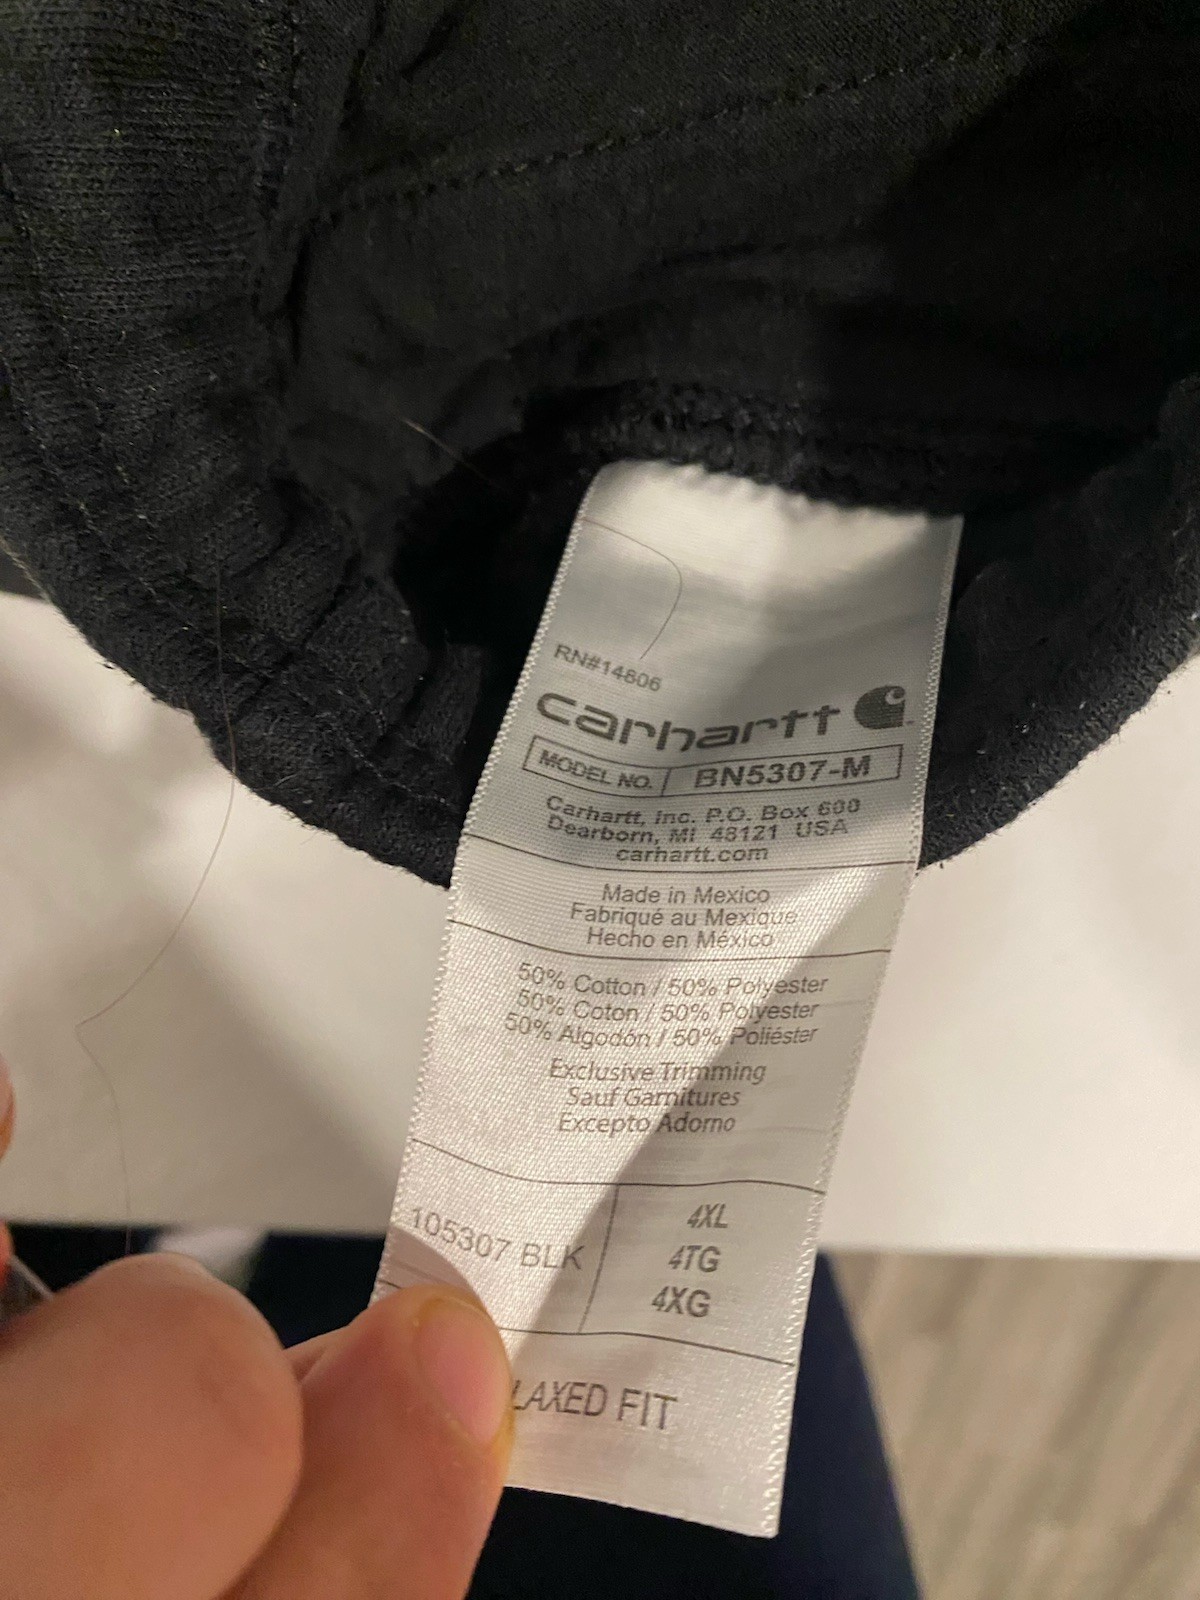 RN#14806
carhartt
MODEL NO. BN5307-M
Carhartt, Inc. P.O. Box 600
Dearborn, MI 48121 USA
carhartt.com
Made in Mexico
Fabriqué au Mexique
Hecho en México
50% Cotton / 50% Polyester
50% Coton / 50% Polyester
50% Algodón / 50% Poliéster
Exclusive Trimming
Sauf Garnitures
Excepto Adorno
105307 BLK
4XL
4TG
4XG
LAXED FIT